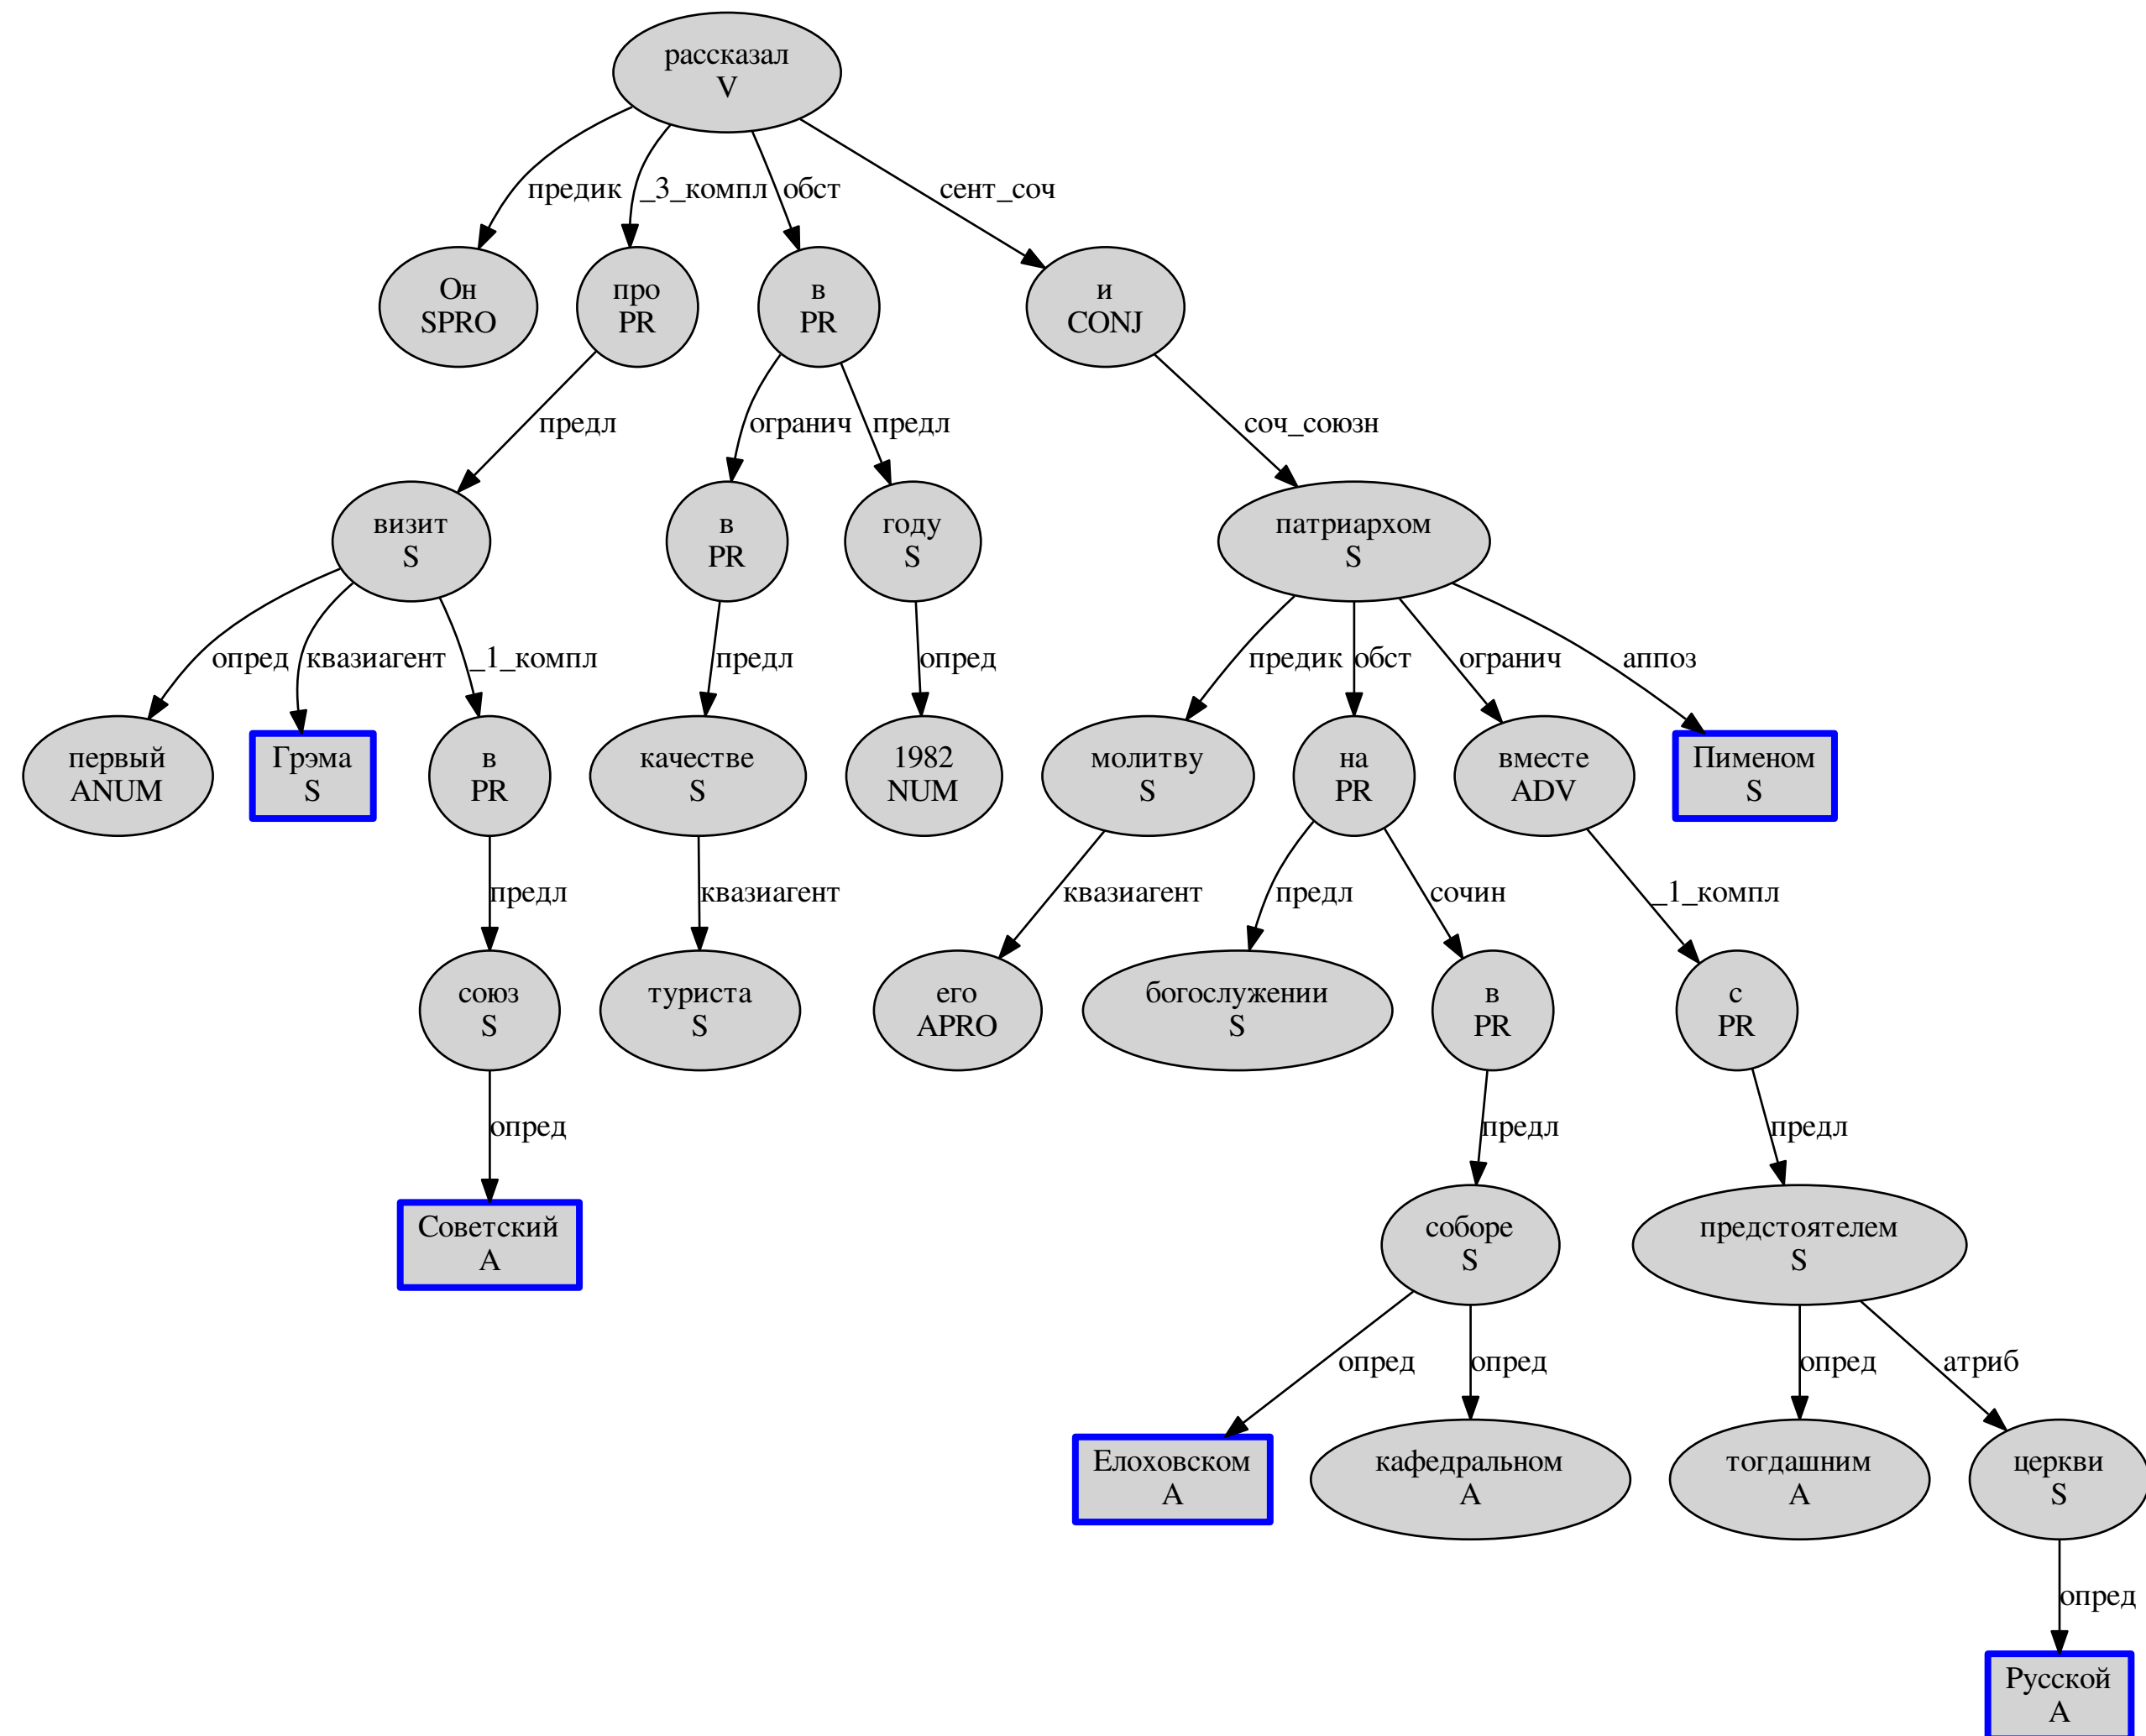 рассказал
V
предик
_3_компл
обст
сент_соч
Он
SPRO
про
PR
в
PR
и
CONJ
предл
огранич
предл
соч_союзн
визит
S
в
PR
году
S
патриархом
S
опред
квазиагент
_1_компл
предл
опред
предик
обст
огранич
аппоз
первый
ANUM
Грэма
S
в
PR
качестве
S
1982
NUM
молитву
S
на
PR
вместе
ADV
Пименом
S
предл
квазиагент
квазиагент
предл
сочин
_1_компл
союз
S
туриста
S
его
APRO
богослужении
S
в
PR
с
PR
опред
предл
предл
Советский
A
соборе
S
предстоятелем
S
опред
опред
опред
атриб
Елоховском
A
кафедральном
A
тогдашним
A
церкви
S
опред
Русской
A